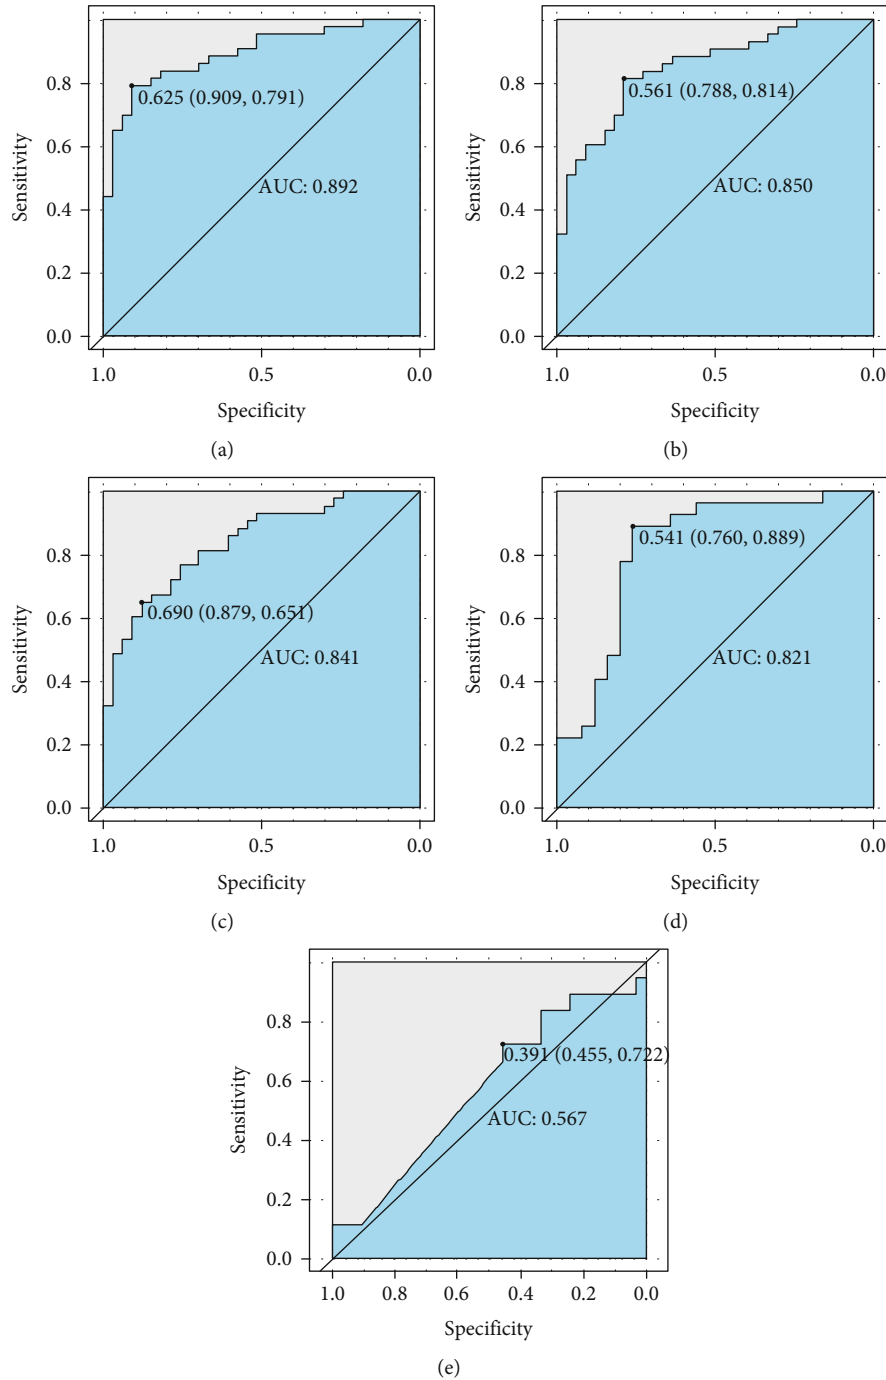 0.8
0.6
0.4
0.2
0.0
Sensitivity
0.625 (0.909, 0.791)
AUC: 0.892
1.0 0.5 0.0
Specificity
(a)
0.8
0.6
0.4
0.2
0.0
Sensitivity
0.561 (0.788, 0.814)
AUC: 0.850
1.0 0.5 0.0
Specificity
(b)
0.8
0.6
0.4
0.2
0.0
Sensitivity
0.690 (0.879, 0.651)
AUC: 0.841
1.0 0.5 0.0
Specificity
(c)
0.8
0.6
0.4
0.2
0.0
Sensitivity
0.541 (0.760, 0.889)
AUC: 0.821
1.0 0.5 0.0
Specificity
(d)
0.8
0.6
0.4
0.2
0.0
Sensitivity
0.391 (0.455, 0.722)
AUC: 0.567
1.0 0.8 0.6 0.4 0.2 0.0
Specificity
(e)